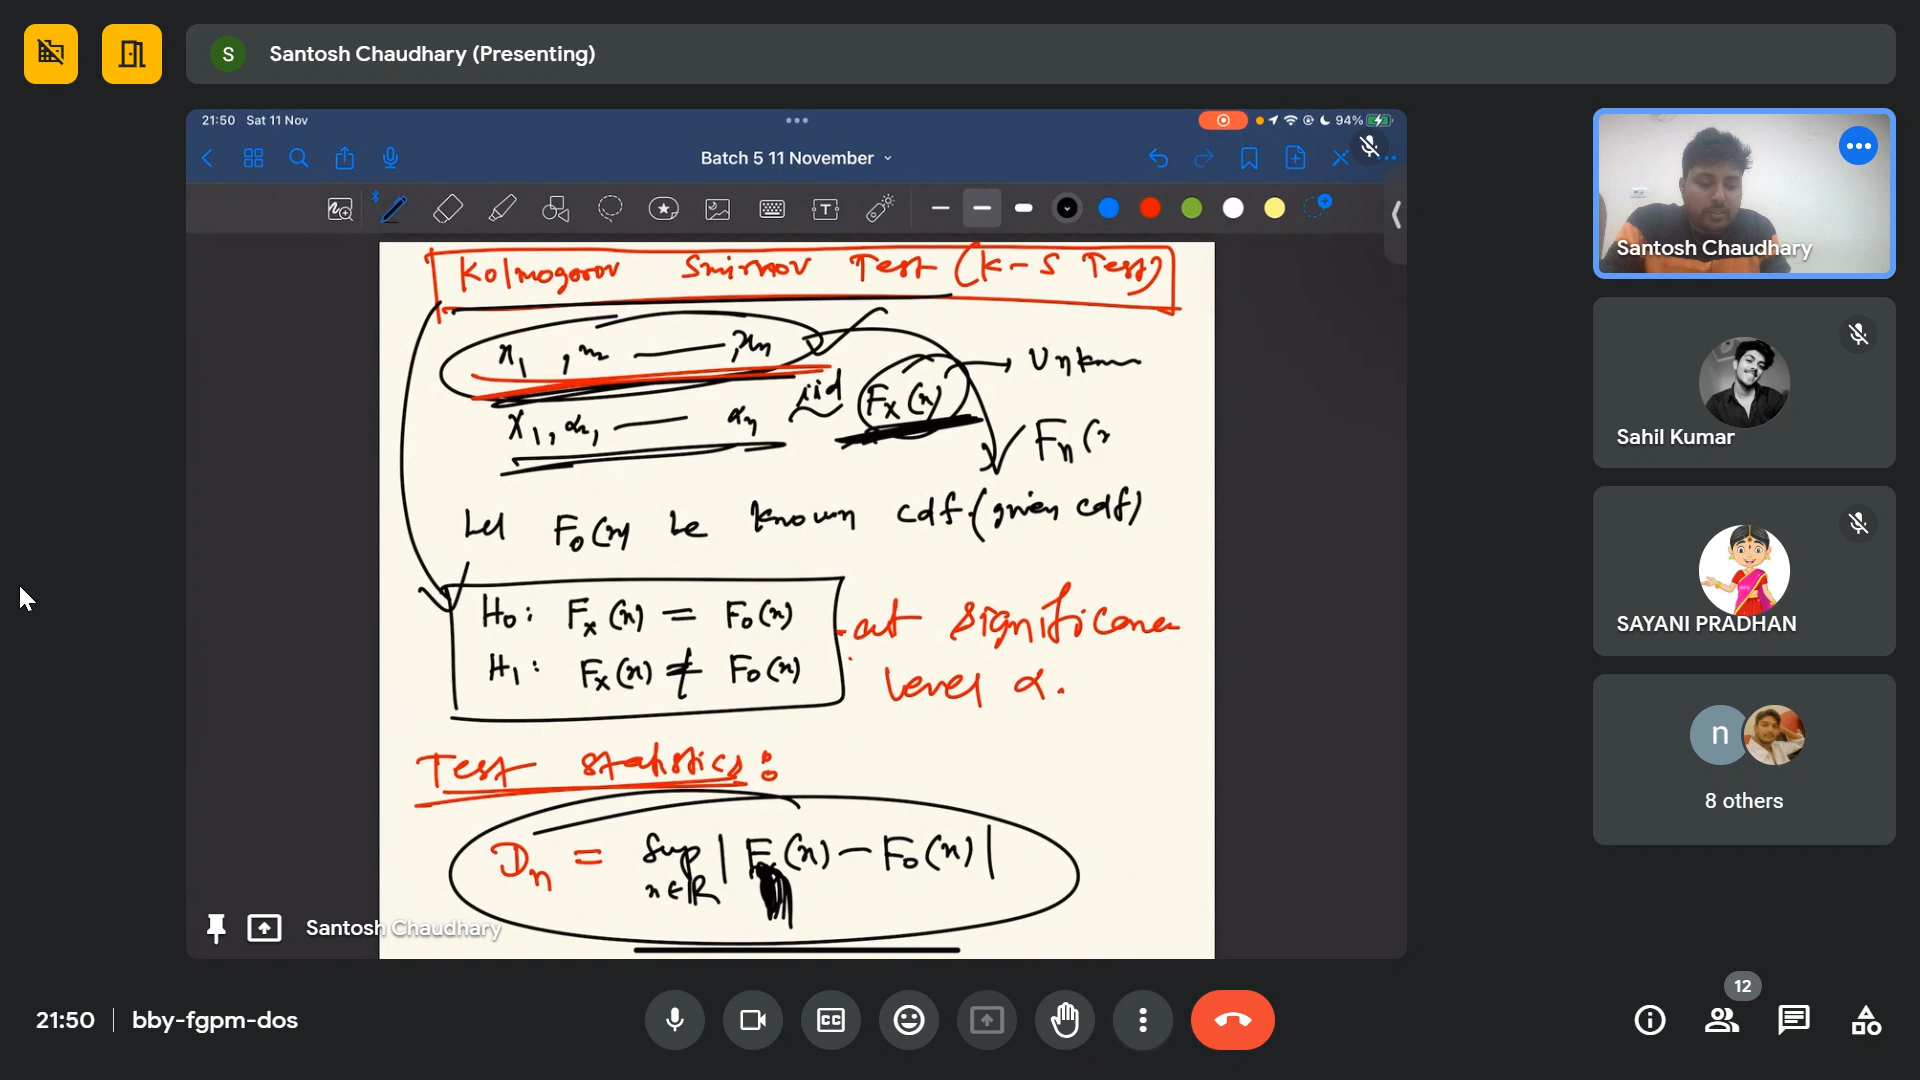 S Santosh Chaudhary (Presenting)
21:50 Sat 11 Nov
94%
Batch 5 11 November
Kolmogorov Smirnov Test (K-S Test)
x1, x2 —— , xn
x1, x2, —— xn iid Fx(x) → Unknown
Fn(x
Let F0(x) be known cdf (given cdf)
H0: Fx(x) = F0(x)
H1: Fx(x) ≠ F0(x)
at significance
level α.
Test statistics:
Dn = Sup | Fn(x) − F0(x)|
x∈R
Santosh Chaudhary
Santosh Chaudhary
Sahil Kumar
SAYANI PRADHAN
n
8 others
21:50 | bby-fgpm-dos
CC
12